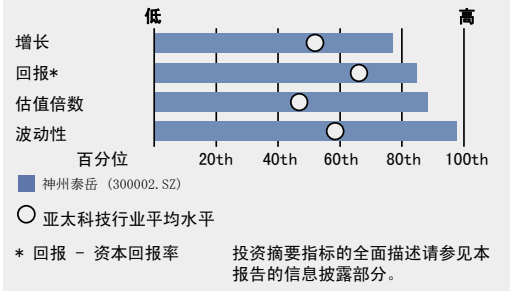 低 高
增长
回报*
估值倍数
波动性
百分位 20th 40th 60th 80th 100th
神州泰岳 (300002.SZ)
亚太科技行业平均水平
* 回报 - 资本回报率 投资摘要指标的全面描述请参见本
报告的信息披露部分。